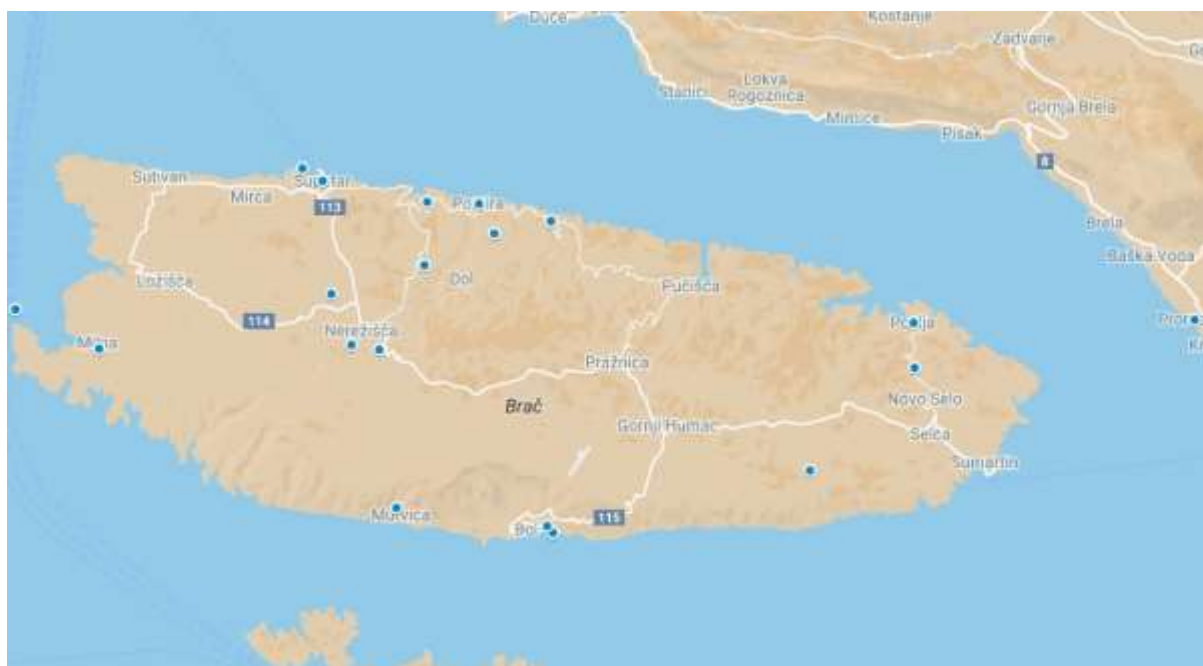 Duće
Kostanje
Zadvarje
Stanići
Lokva
Rogoznica
Mimice
Gornja Brela
Pisak
8
Sutivan
Supetar
Mirca
113
Postira
Brela
Baška Voda
Ložišća
Dol
Pučišća
114
Nerežišća
Povlja
Milna
Pražnica
Brač
Novo Selo
Gornji Humac
Selca
Sumartin
Murvica
Bol
115